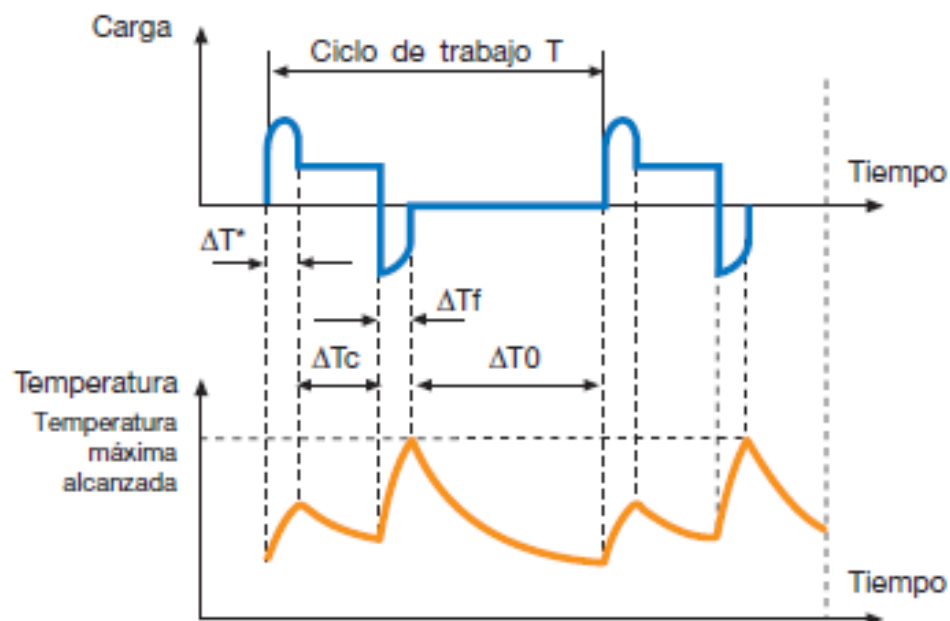 Carga
Ciclo de trabajo T
Tiempo
ΔT*
ΔTf
ΔTc
ΔT0
Temperatura
Temperatura
máxima
alcanzada
Tiempo